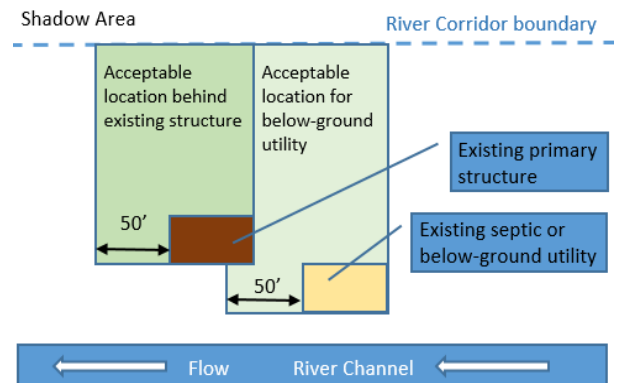 Shadow Area
River Corridor boundary
Acceptable
location behind
existing structure
Acceptable
location for
below-ground
utility
Existing primary
structure
50’
Existing septic or
below-ground utility
50’
Flow
River Channel